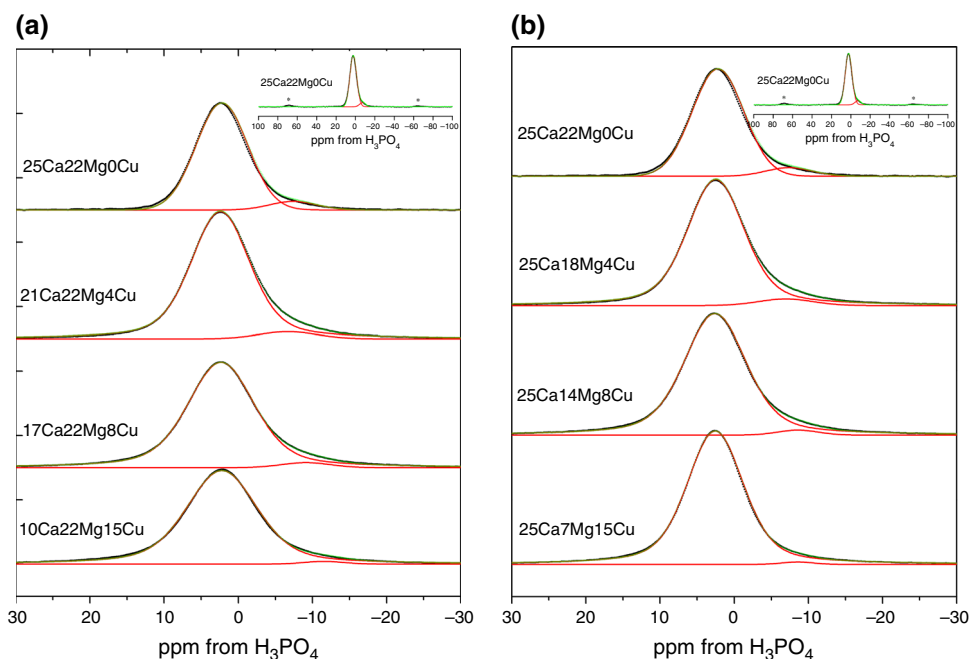 (a)
25Ca22Mg0Cu
* *
100 80 60 40 20 0 −20 −40 −60 −80 −100
ppm from H₃PO₄
25Ca22Mg0Cu
21Ca22Mg4Cu
17Ca22Mg8Cu
10Ca22Mg15Cu
30 20 10 0 −10 −20 −30
ppm from H₃PO₄
(b)
25Ca22Mg0Cu
* *
100 80 60 40 20 0 −20 −40 −60 −80 −100
ppm from H₃PO₄
25Ca22Mg0Cu
25Ca18Mg4Cu
25Ca14Mg8Cu
25Ca7Mg15Cu
30 20 10 0 −10 −20 −30
ppm from H₃PO₄